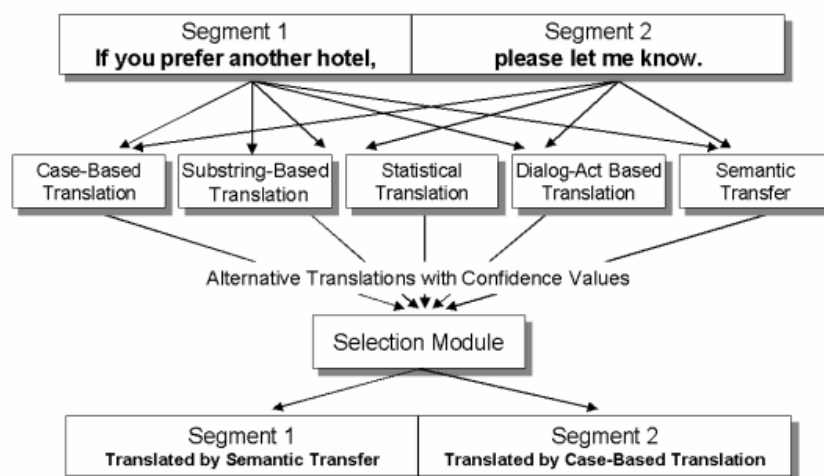 Segment 1
If you prefer another hotel,
Segment 2
please let me know.
Case-Based
Translation
Substring-Based
Translation
Statistical
Translation
Dialog-Act Based
Translation
Semantic
Transfer
Alternative Translations with Confidence Values
Selection Module
Segment 1
Translated by Semantic Transfer
Segment 2
Translated by Case-Based Translation